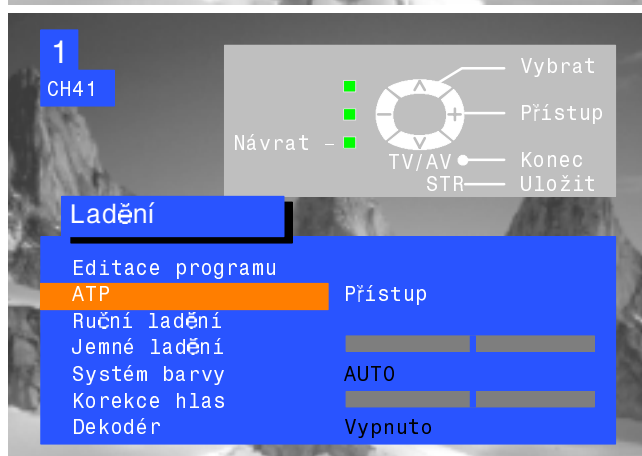 1
CH41
Vybrat
Přístup
Návrat –
TV/AV Konec
STR Uložit
Ladění
Editace programu
ATP Přístup
Ruční ladění
Jemné ladění
Systém barvy AUTO
Korekce hlas
Dekodér Vypnuto